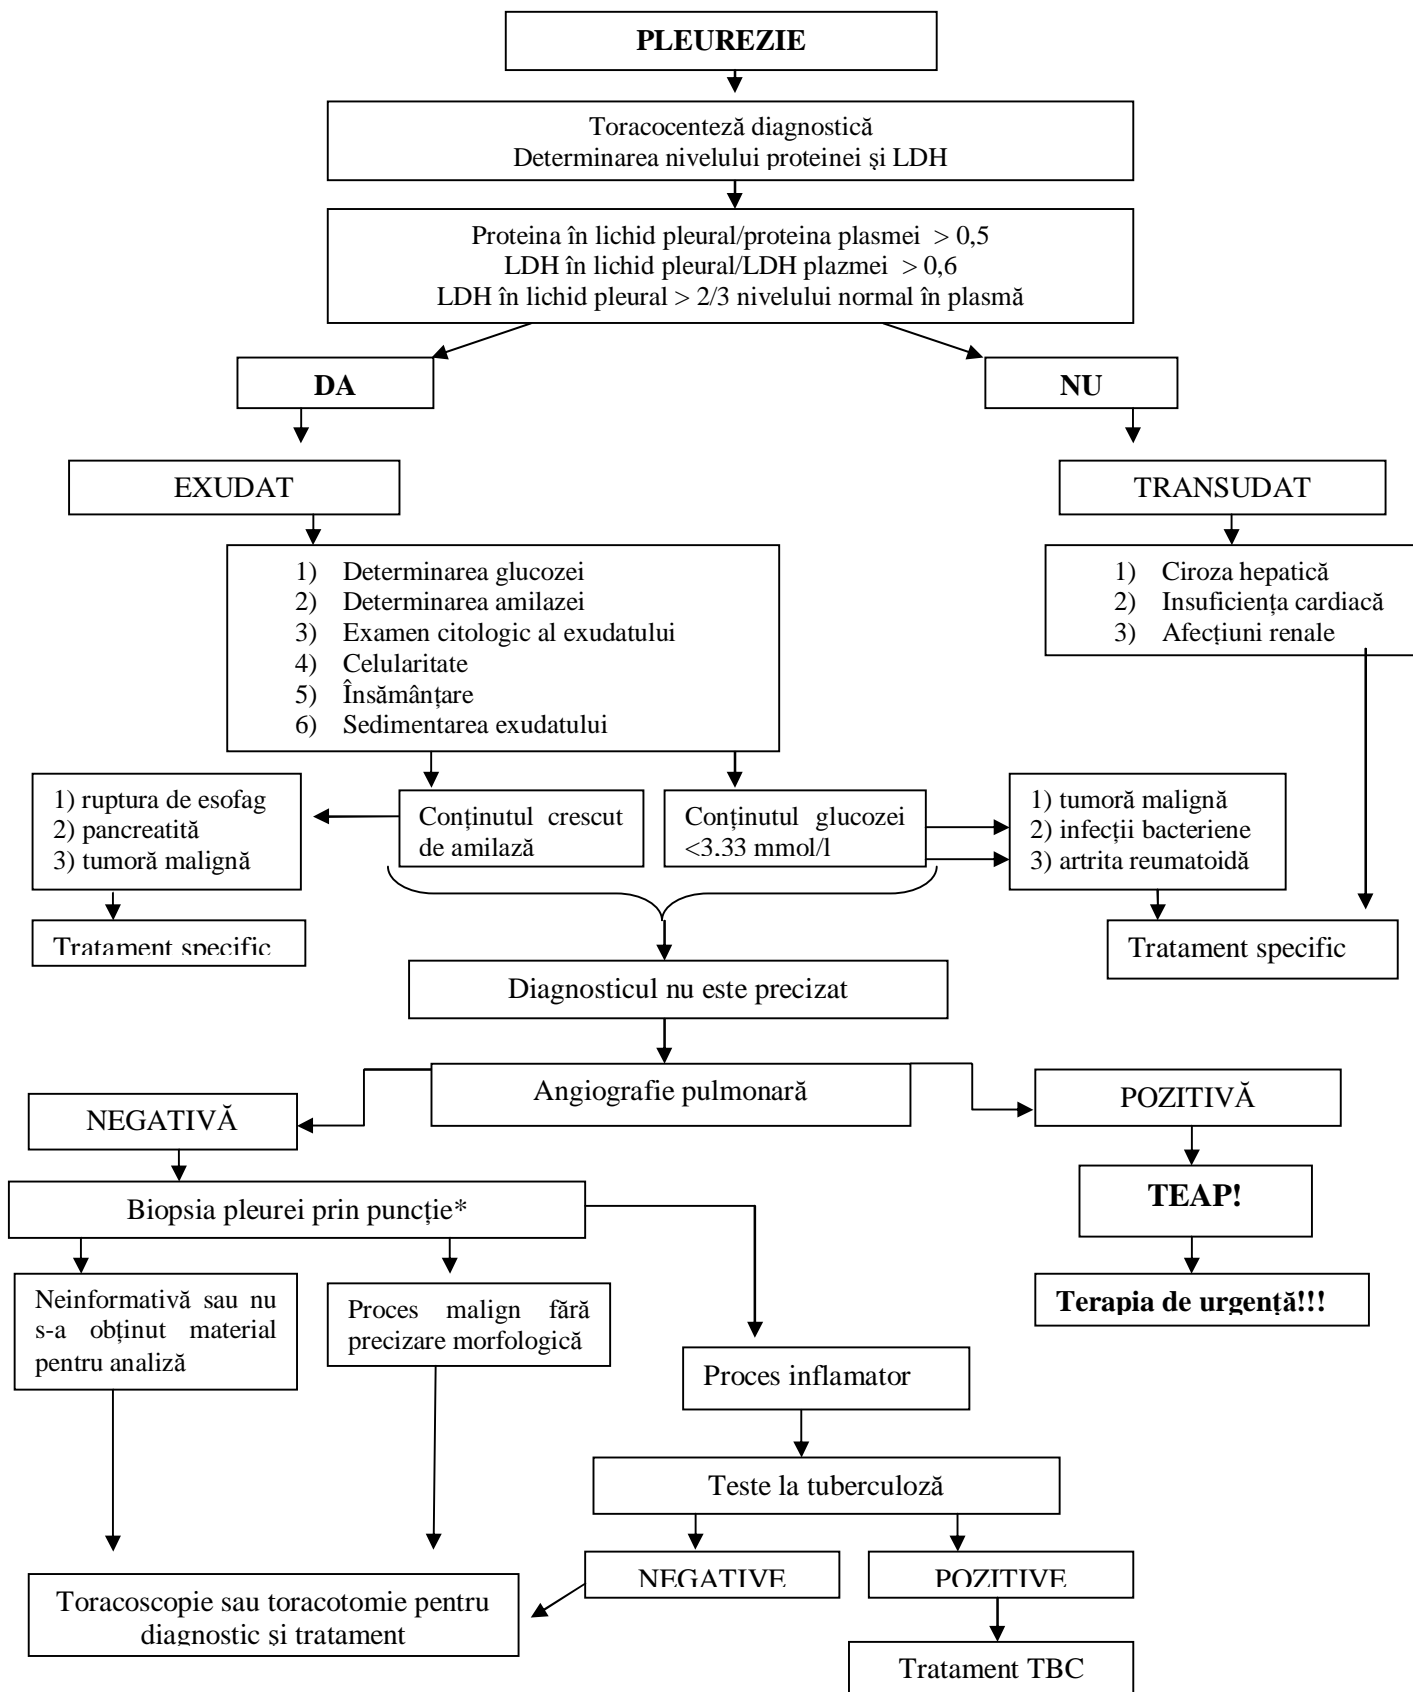 PLEUREZIE
Toracocenteză diagnostică
Determinarea nivelului proteinei şi LDH
Proteina în lichid pleural/proteina plasmei > 0,5
LDH în lichid pleural/LDH plazmei > 0,6
LDH în lichid pleural > 2/3 nivelului normal în plasmă
DA
NU
EXUDAT
TRANSUDAT
1) Determinarea glucozei
2) Determinarea amilazei
3) Examen citologic al exudatului
4) Celularitate
5) Însămânțare
6) Sedimentarea exudatului
1) Ciroza hepatică
2) Insuficiența cardiacă
3) Afecțiuni renale
1) ruptura de esofag
2) pancreatită
3) tumoră malignă
Conținutul crescut
de amilază
Conținutul glucozei
<3,33 mmol/l
1) tumoră malignă
2) infecții bacteriene
3) artrita reumatoidă
Tratament specific
Tratament specific
Diagnosticul nu este precizat
Angiografie pulmonară
NEGATIVĂ
POZITIVĂ
Biopsia pleurei prin puncție*
TEAP!
Terapia de urgență!!!
Neinformativă sau nu
s-a obținut material
pentru analiză
Proces malign fără
precizare morfologică
Proces inflamator
Teste la tuberculoză
NEGATIVE
POZITIVE
Toracoscopie sau toracotomie pentru
diagnostic și tratament
Tratament TBC